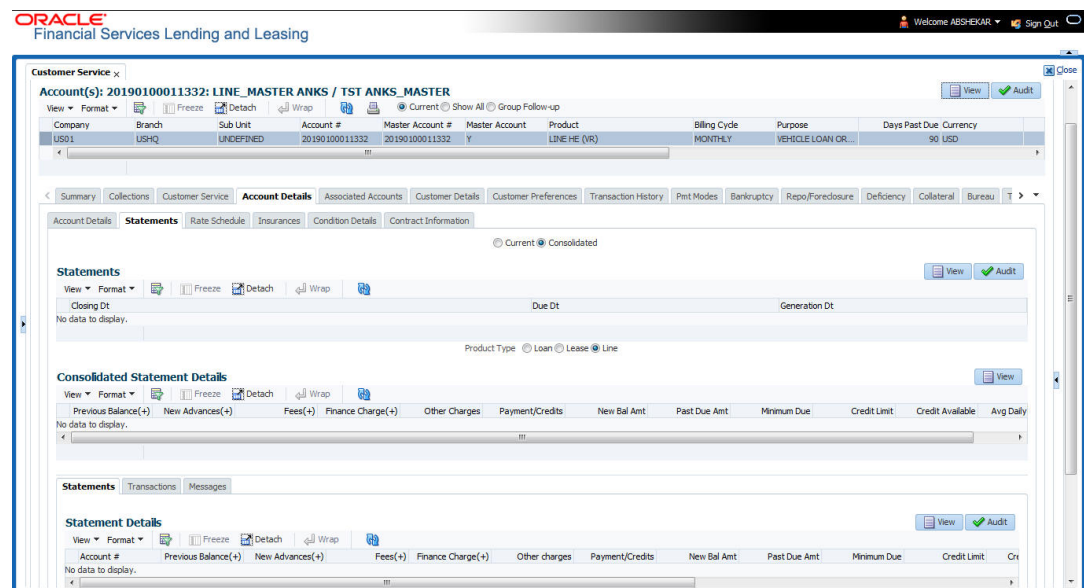 ORACLE
Financial Services Lending and Leasing
Welcome ABSHEKAR Sign Out
Customer Service
Close
Account(s): 20190100011332: LINE_MASTER ANKS / TST ANKS_MASTER
View Audit
View Format Freeze Detach Wrap Current Show All Group Follow-up
Company Branch Sub Unit Account # Master Account # Master Account Product Billing Cycle Purpose Days Past Due Currency
US01 USHQ UNDEFINED 20190100011332 20190100011332 Y LINE HE (VR) MONTHLY VEHICLE LOAN OR... 90 USD
Summary Collections Customer Service Account Details Associated Accounts Customer Details Customer Preferences Transaction History Pmt Modes Bankruptcy Repo/Foreclosure Deficiency Collateral Bureau T
Account Details Statements Rate Schedule Insurances Condition Details Contract Information
Current Consolidated
Statements
View Audit
View Format Freeze Detach Wrap
Closing Dt Due Dt Generation Dt
No data to display.
Product Type Loan Lease Line
Consolidated Statement Details
View
View Format Freeze Detach Wrap
Previous Balance(+) New Advances(+) Fees(+) Finance Charge(+) Other Charges Payment/Credits New Bal Amt Past Due Amt Minimum Due Credit Limit Credit Available Avg Daily
No data to display.
Statements Transactions Messages
Statement Details
View Audit
View Format Freeze Detach Wrap
Account # Previous Balance(+) New Advances(+) Fees(+) Finance Charge(+) Other charges Payment/Credits New Bal Amt Past Due Amt Minimum Due Credit Limit Cre
No data to display.